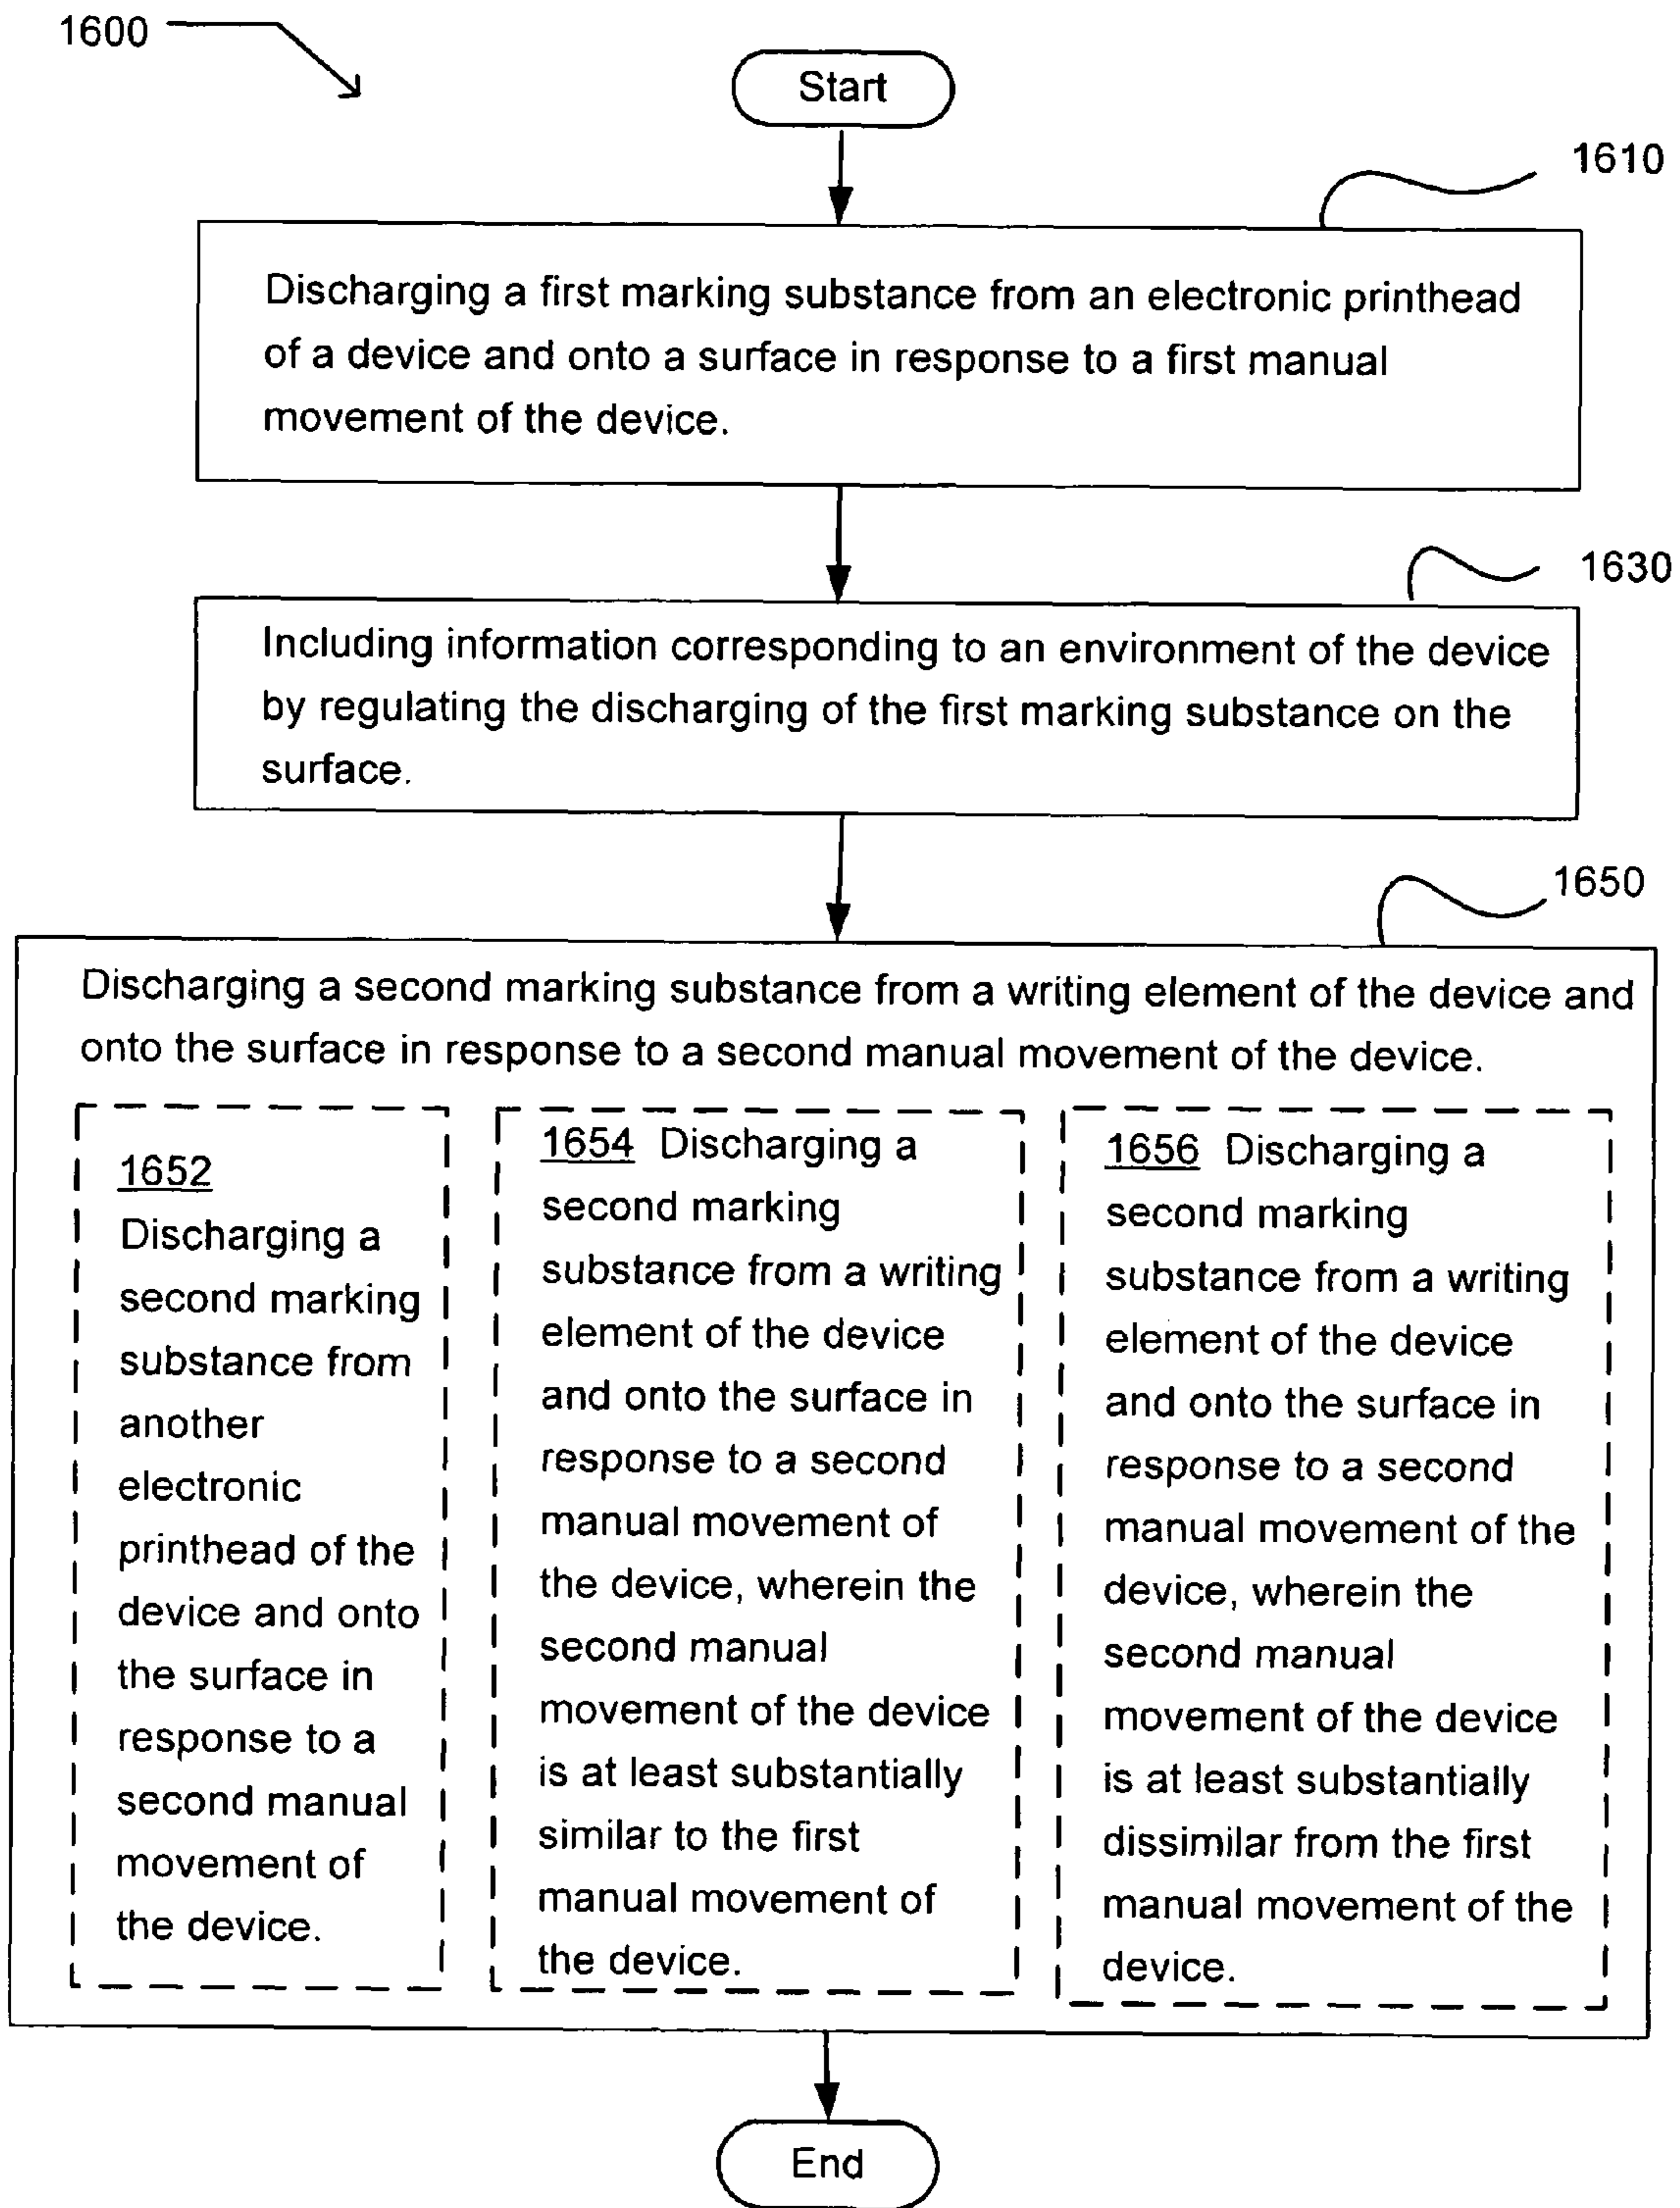 1600
Start
1610
Discharging a first marking substance from an electronic printhead
of a device and onto a surface in response to a first manual
movement of the device.
1630
Including information corresponding to an environment of the device
by regulating the discharging of the first marking substance on the
surface.
1650
Discharging a second marking substance from a writing element of the device and
onto the surface in response to a second manual movement of the device.
1652
Discharging a
second marking
substance from
another
electronic
printhead of the
device and onto
the surface in
response to a
second manual
movement of
the device.
1654 Discharging a
second marking
substance from a writing
element of the device
and onto the surface in
response to a second
manual movement of
the device, wherein the
second manual
movement of the device
is at least substantially
similar to the first
manual movement of
the device.
1656 Discharging a
second marking
substance from a writing
element of the device
and onto the surface in
response to a second
manual movement of the
device, wherein the
second manual
movement of the device
is at least substantially
dissimilar from the first
manual movement of the
device.
End